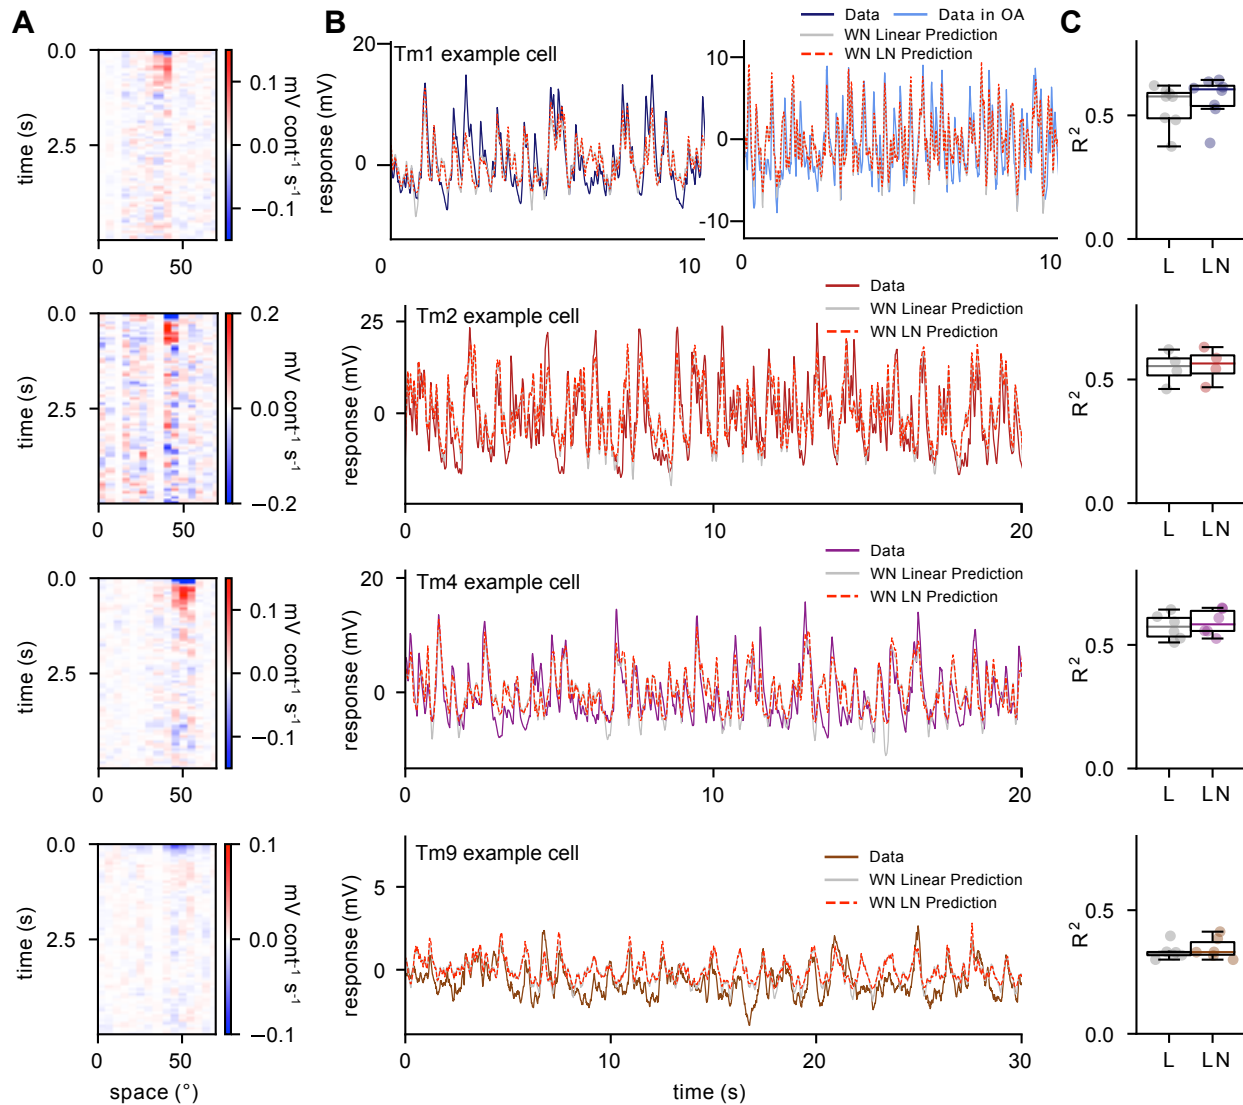 A
B
C
0.0
2.5
time (s)
0
50
0.1
−0.1
mV cont⁻¹ s⁻¹
Tm1 example cell
20
0
response (mV)
0
10
Data
Data in OA
WN Linear Prediction
WN LN Prediction
10
0
-10
0
10
R²
0.5
0.0
L
LN
0.0
2.5
time (s)
0
50
0.2
0.0
−0.2
mV cont⁻¹ s⁻¹
Tm2 example cell
25
0
response (mV)
0
10
20
Data
WN Linear Prediction
WN LN Prediction
R²
0.5
0.0
L
LN
0.0
2.5
time (s)
0
50
0.1
−0.1
mV cont⁻¹ s⁻¹
Tm4 example cell
20
0
response (mV)
0
10
20
Data
WN Linear Prediction
WN LN Prediction
R²
0.5
0.0
L
LN
0.0
2.5
time (s)
0
50
space (°)
0.1
0.0
−0.1
mV cont⁻¹ s⁻¹
Tm9 example cell
5
0
response (mV)
0
10
20
30
time (s)
Data
WN Linear Prediction
WN LN Prediction
R²
0.5
0.0
L
LN